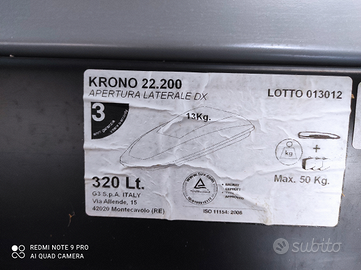 KRONO 22.200
APERTURA LATERALE DX
LOTTO 013012
3
13Kg.
kg
+
320 Lt.
Max. 50 Kg.
G3 S.p.A. ITALY
Via Allende, 15
42020 Montecavolo (RE)
ISO 11154: 2006
REDMI NOTE 9 PRO
AI QUAD CAMERA
subito